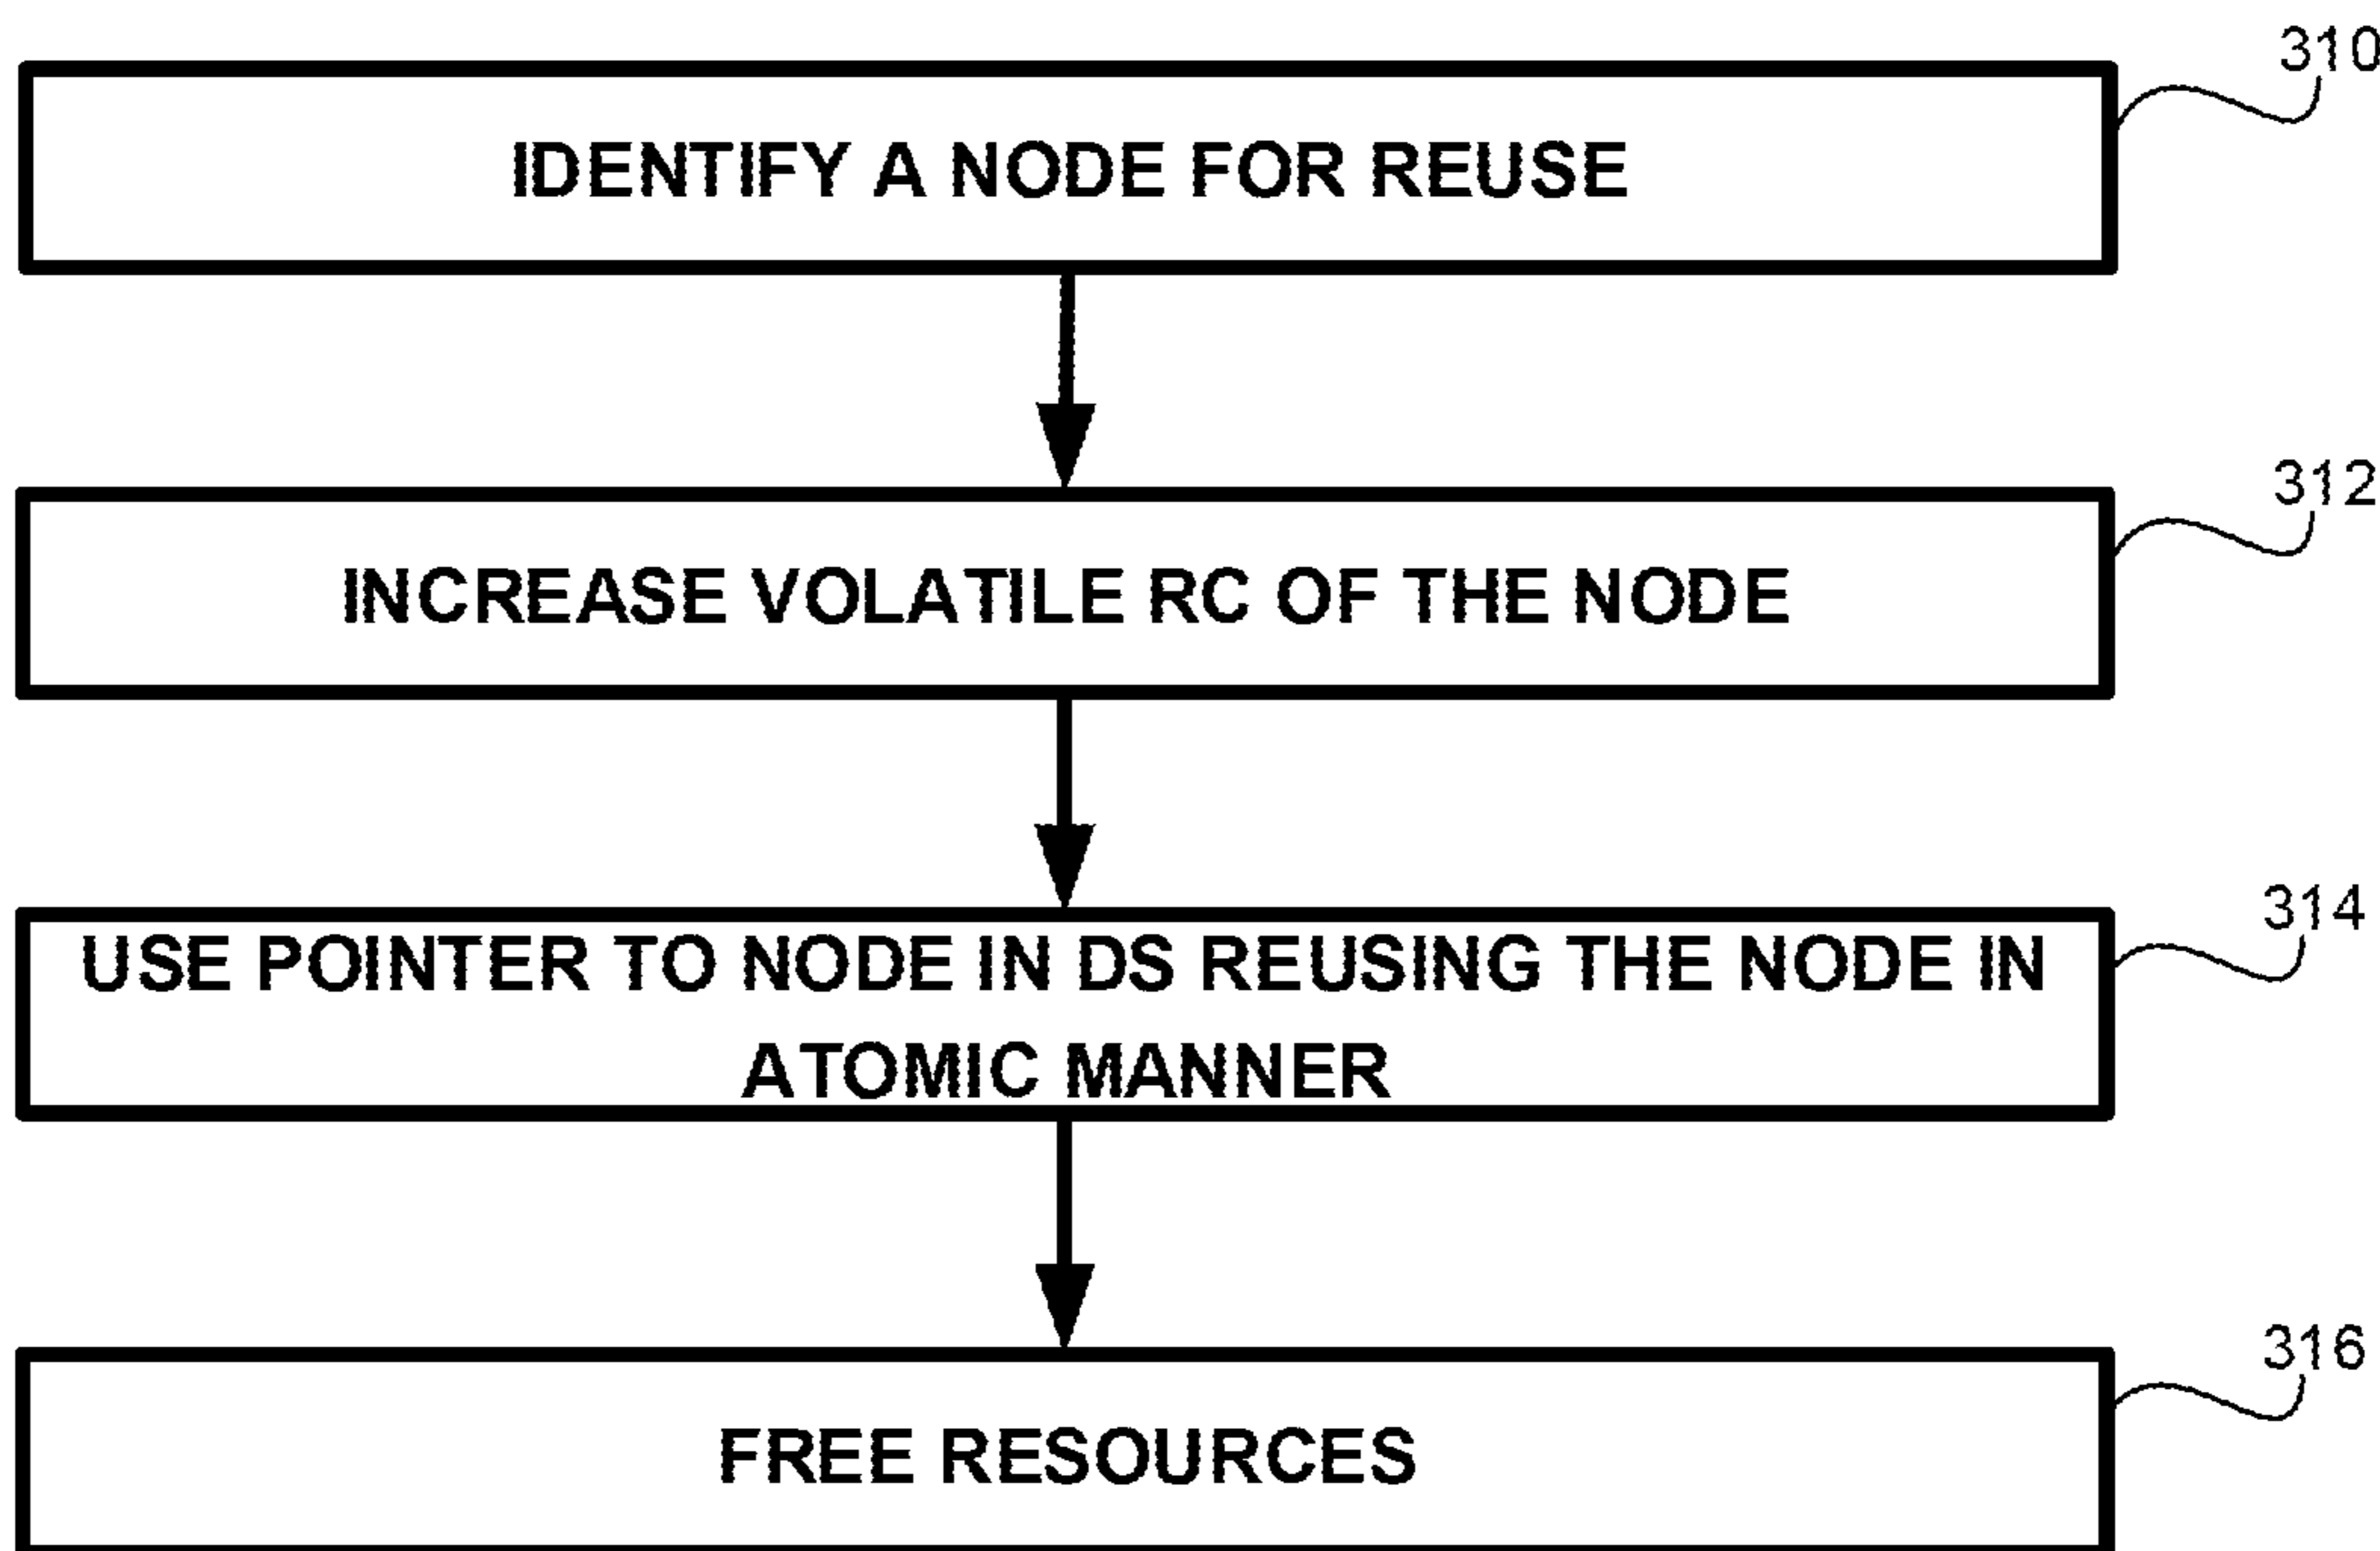 310
IDENTIFY A NODE FOR REUSE
312
INCREASE VOLATILE RC OF THE NODE
314
USE POINTER TO NODE IN DS REUSING THE NODE IN
ATOMIC MANNER
316
FREE RESOURCES